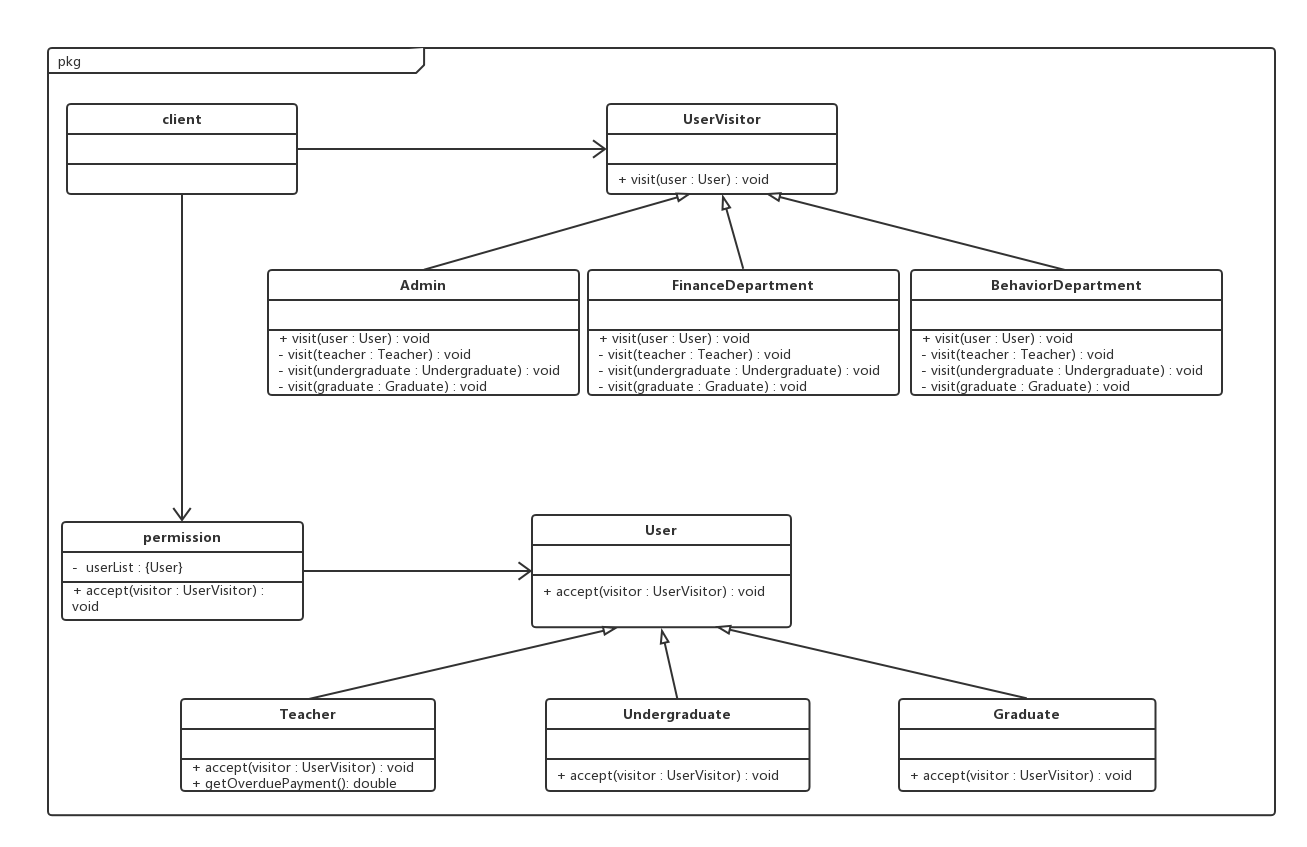 pkg
client
UserVisitor
+ visit(user : User) : void
Admin
+ visit(user : User) : void
- visit(teacher : Teacher) : void
- visit(undergraduate : Undergraduate) : void
- visit(graduate : Graduate) : void
FinanceDepartment
+ visit(user : User) : void
- visit(teacher : Teacher) : void
- visit(undergraduate : Undergraduate) : void
- visit(graduate : Graduate) : void
BehaviorDepartment
+ visit(user : User) : void
- visit(teacher : Teacher) : void
- visit(undergraduate : Undergraduate) : void
- visit(graduate : Graduate) : void
permission
- userList : {User}
+ accept(visitor : UserVisitor) :
void
User
+ accept(visitor : UserVisitor) : void
Teacher
+ accept(visitor : UserVisitor) : void
+ getOverduePayment(): double
Undergraduate
+ accept(visitor : UserVisitor) : void
Graduate
+ accept(visitor : UserVisitor) : void